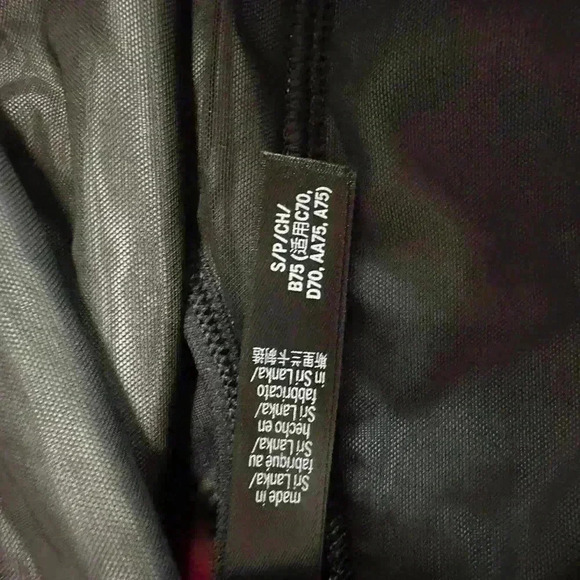 S/P/CH/
B75 (适用C70,
D70, AA75, A75)
made in
Sri Lanka/
fabriqué au
Sri Lanka/
hecho en
Sri Lanka/
fabbricato
in Sri Lanka/
斯里兰卡制造